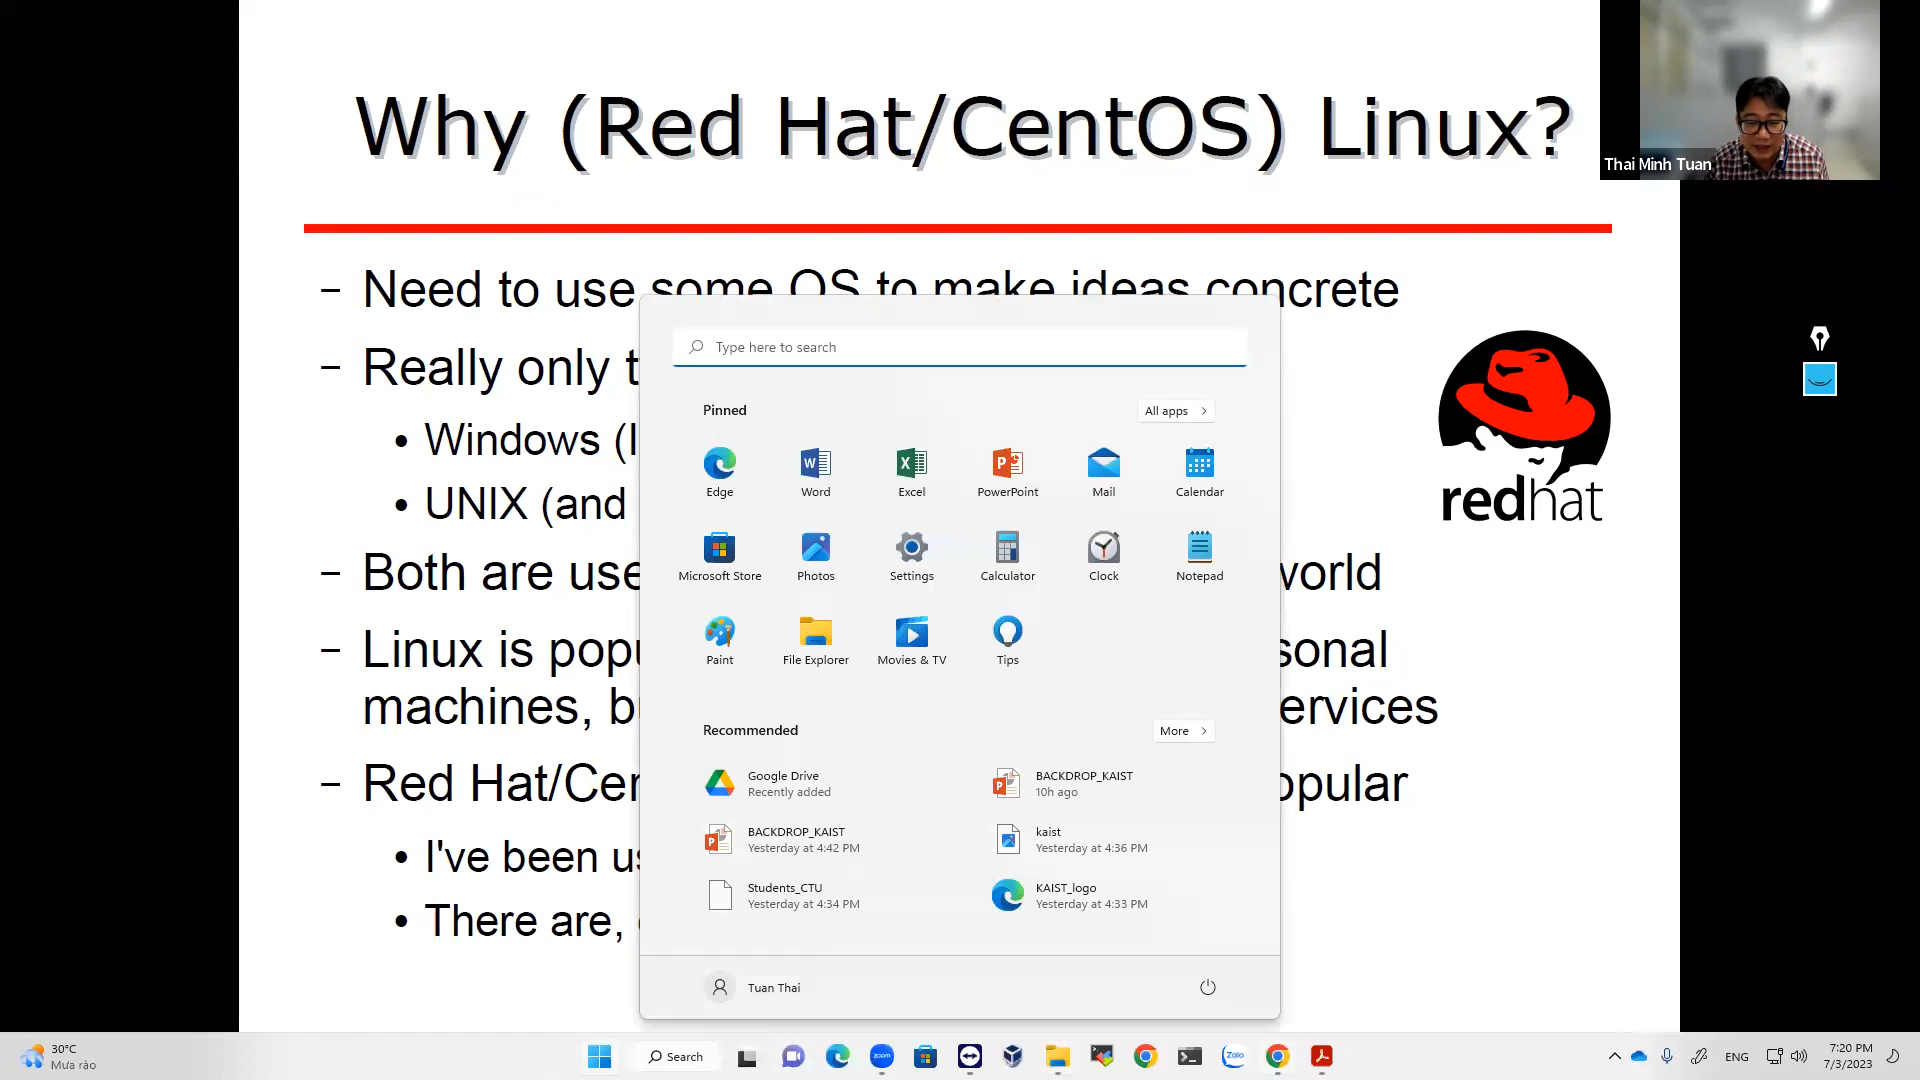 Why (Red Hat/CentOS) Linux?
Thai Minh Tuan
– Need to use some OS to make ideas concrete
– Really only
• Windows (
• UNIX (and
– Both are use
world
– Linux is popu
sonal
machines, b
ervices
– Red Hat/Cen
opular
• I've been us
• There are,
redhat
Type here to search
Pinned
All apps
Edge
Word
Excel
PowerPoint
Mail
Calendar
Microsoft Store
Photos
Settings
Calculator
Clock
Notepad
Paint
File Explorer
Movies & TV
Tips
Recommended
More
Google Drive
Recently added
BACKDROP_KAIST
10h ago
BACKDROP_KAIST
Yesterday at 4:42 PM
kaist
Yesterday at 4:36 PM
Students_CTU
Yesterday at 4:34 PM
KAIST_logo
Yesterday at 4:33 PM
Tuan Thai
30°C
Mưa rào
Search
zoom
Zalo
ENG
7:20 PM
7/3/2023